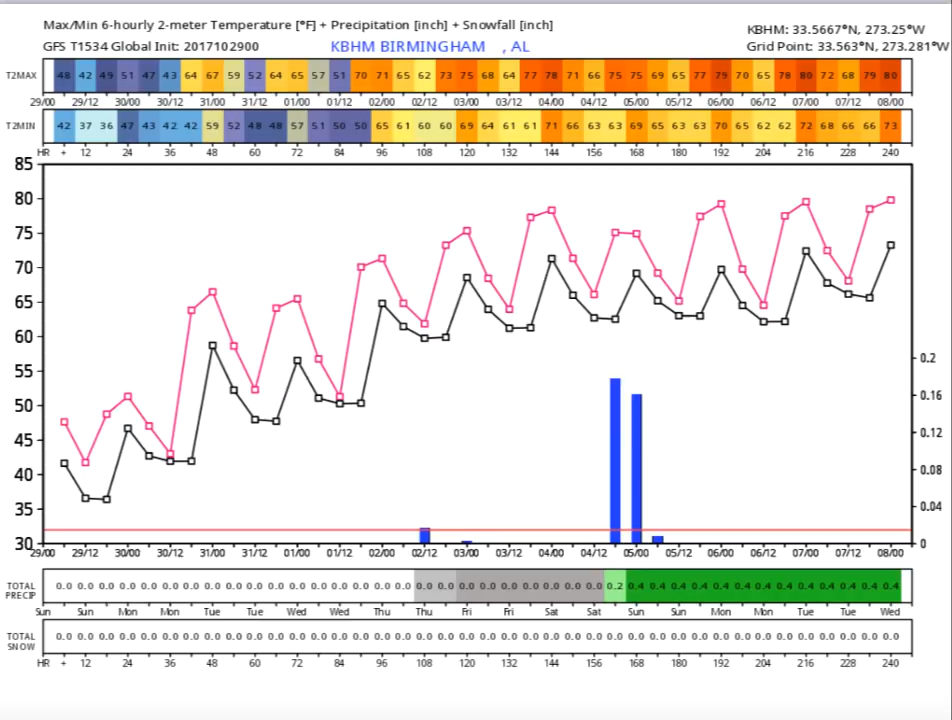 Max/Min 6-hourly 2-meter Temperature [°F] + Precipitation [inch] + Snowfall [inch]
KBHM: 33.5667°N, 273.25°W
GFS T1534 Global Init: 2017102900 KBHM BIRMINGHAM , AL Grid Point: 33.563°N, 273.281°W
T2MAX 48 42 49 51 47 43 64 67 59 52 64 65 57 51 70 71 65 62 73 75 68 64 77 78 71 66 75 75 69 65 77 79 70 65 78 80 72 68 79 80
29/00 29/12 30/00 30/12 31/00 31/12 01/00 01/12 02/00 02/12 03/00 03/12 04/00 04/12 05/00 05/12 06/00 06/12 07/00 07/12 08/00
T2MIN 42 37 36 47 43 42 42 59 52 48 48 57 51 50 50 65 61 60 60 69 64 61 61 71 66 63 63 69 65 63 63 70 65 62 62 72 68 66 66 73
HR + 12 24 36 48 60 72 84 96 108 120 132 144 156 168 180 192 204 216 228 240
85
80
75
70
65
60
55
50
45
40
35
30
0.2
0.16
0.12
0.08
0.04
0
29/00 29/12 30/00 30/12 31/00 31/12 01/00 01/12 02/00 02/12 03/00 03/12 04/00 04/12 05/00 05/12 06/00 06/12 07/00 07/12 08/00
TOTAL PRECIP 0.0 0.0 0.0 0.0 0.0 0.0 0.0 0.0 0.0 0.0 0.0 0.0 0.0 0.0 0.0 0.0 0.0 0.0 0.0 0.0 0.0 0.0 0.0 0.0 0.0 0.0 0.2 0.4 0.4 0.4 0.4 0.4 0.4 0.4 0.4 0.4 0.4 0.4 0.4 0.4
Sun Sun Mon Mon Tue Tue Wed Wed Thu Thu Fri Fri Sat Sat Sun Sun Mon Mon Tue Tue Wed
TOTAL SNOW 0.0 0.0 0.0 0.0 0.0 0.0 0.0 0.0 0.0 0.0 0.0 0.0 0.0 0.0 0.0 0.0 0.0 0.0 0.0 0.0 0.0 0.0 0.0 0.0 0.0 0.0 0.0 0.0 0.0 0.0 0.0 0.0 0.0 0.0 0.0 0.0 0.0 0.0 0.0 0.0
HR + 12 24 36 48 60 72 84 96 108 120 132 144 156 168 180 192 204 216 228 240